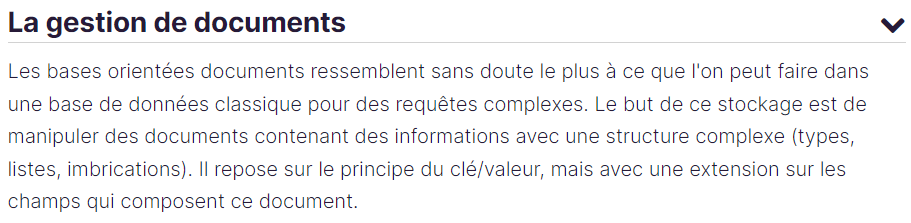 La gestion de documents
Les bases orientées documents ressemblent sans doute le plus à ce que l'on peut faire dans
une base de données classique pour des requêtes complexes. Le but de ce stockage est de
manipuler des documents contenant des informations avec une structure complexe (types,
listes, imbrications). Il repose sur le principe du clé/valeur, mais avec une extension sur les
champs qui composent ce document.